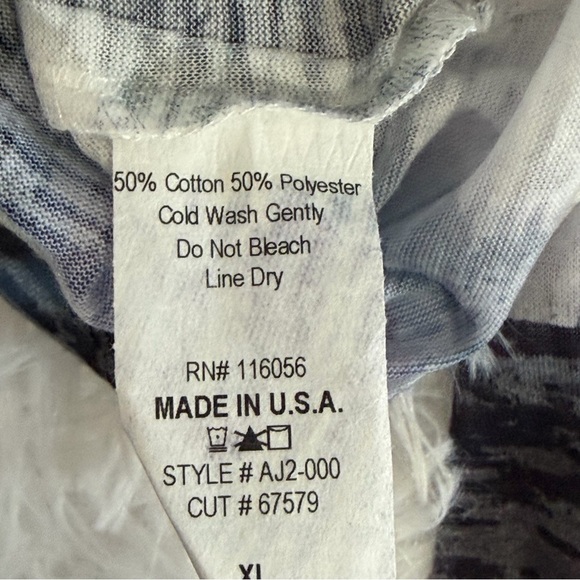 50% Cotton 50% Polyester
Cold Wash Gently
Do Not Bleach
Line Dry
RN# 116056
MADE IN U.S.A.
STYLE # AJ2-000
CUT # 67579
XL